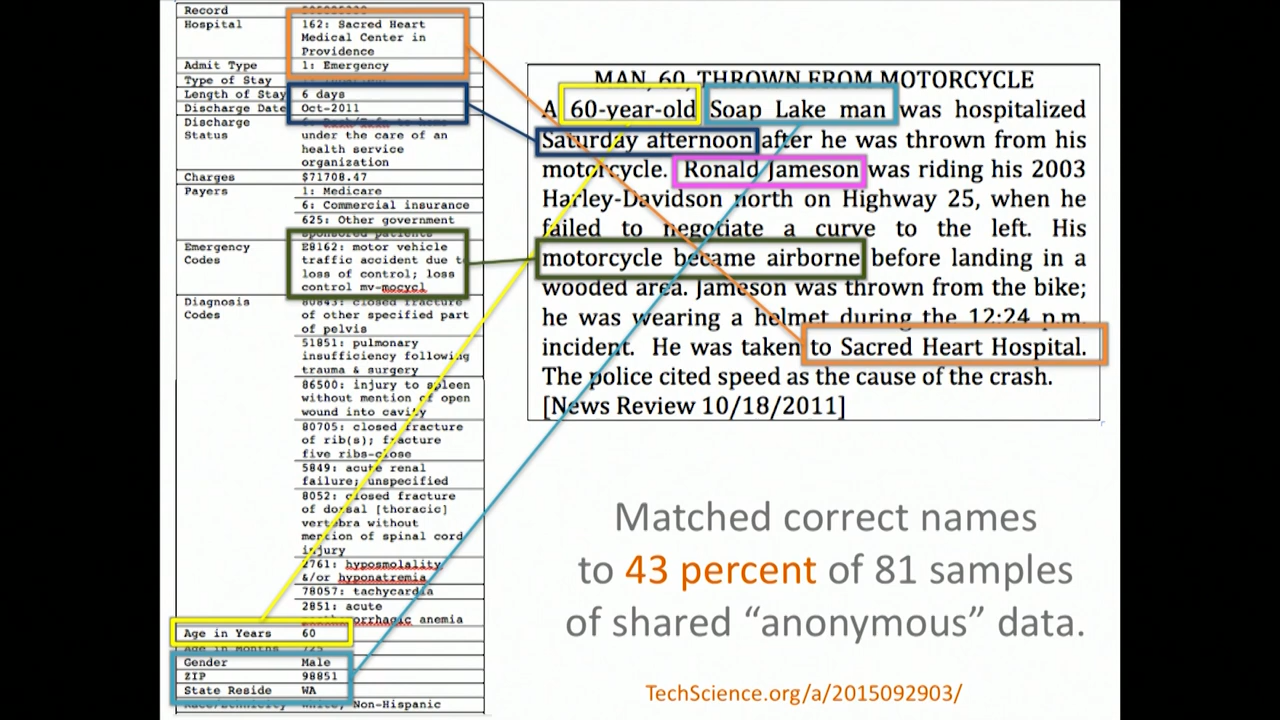 Record
Hospital 162: Sacred Heart
Medical Center in
Providence
Admit Type 1: Emergency
Type of Stay
Length of Stay 6 days
Discharge Date Oct-2011
Discharge
Status under the care of an
health service
organization
Charges $71708.47
Payers 1: Medicare
6: Commercial insurance
625: Other government
sponsored patients
Emergency E8162: motor vehicle
Codes traffic accident due to
loss of control; loss
control mv-mocycl
Diagnosis 80843: closed fracture
Codes of other specified part
of pelvis
51851: pulmonary
insufficiency following
trauma & surgery
86500: injury to spleen
without mention of open
wound into cavity
80705: closed fracture
of rib(s); fracture
five ribs-close
5849: acute renal
failure; unspecified
8052: closed fracture
of dorsal [thoracic]
vertebra without
mention of spinal cord
injury
2761: hyposmolality
&/or hyponatremia
78057: tachycardia
2851: acute
anemia
Age in Years 60
Age in Months 725
Gender Male
ZIP 98851
State Reside WA
Race/Ethnicity White, Non-Hispanic
MAN, 60, THROWN FROM MOTORCYCLE
A 60-year-old Soap Lake man was hospitalized
Saturday afternoon after he was thrown from his
motorcycle. Ronald Jameson was riding his 2003
Harley-Davidson north on Highway 25, when he
failed to negotiate a curve to the left. His
motorcycle became airborne before landing in a
wooded area. Jameson was thrown from the bike;
he was wearing a helmet during the 12:24 p.m.
incident. He was taken to Sacred Heart Hospital.
The police cited speed as the cause of the crash.
[News Review 10/18/2011]
Matched correct names
to 43 percent of 81 samples
of shared “anonymous” data.
TechScience.org/a/2015092903/